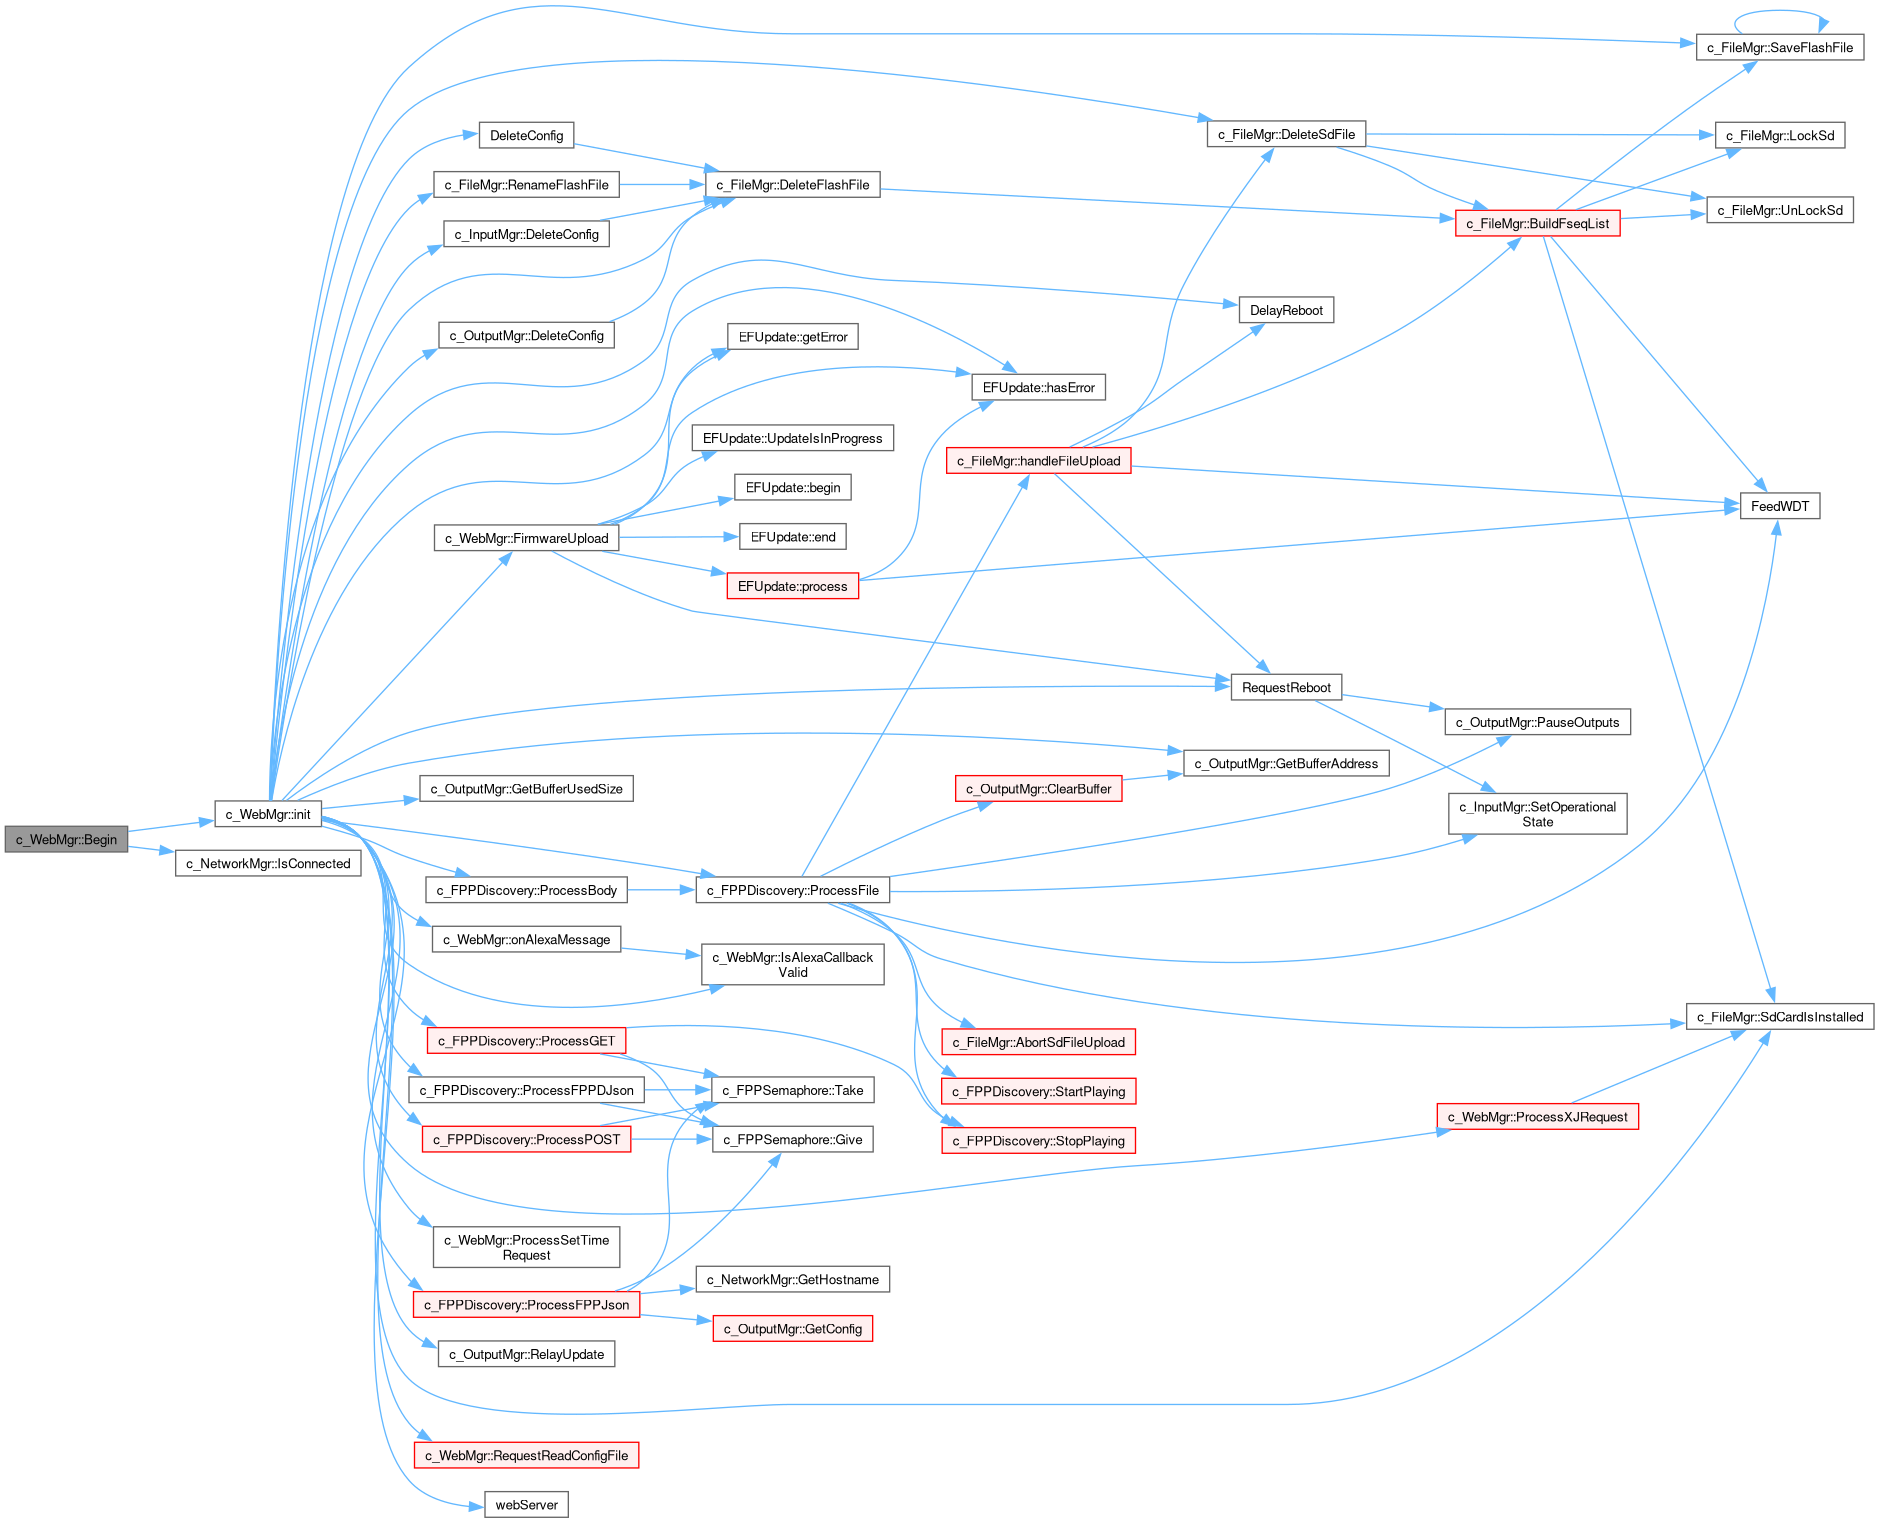 c_FileMgr::SaveFlashFile
DeleteConfig
c_FileMgr::DeleteSdFile
c_FileMgr::LockSd
c_FileMgr::RenameFlashFile
c_FileMgr::DeleteFlashFile
c_FileMgr::UnLockSd
c_InputMgr::DeleteConfig
c_FileMgr::BuildFseqList
DelayReboot
c_OutputMgr::DeleteConfig
EFUpdate::getError
EFUpdate::hasError
EFUpdate::UpdateIsInProgress
c_FileMgr::handleFileUpload
EFUpdate::begin
FeedWDT
c_WebMgr::FirmwareUpload
EFUpdate::end
EFUpdate::process
RequestReboot
c_OutputMgr::PauseOutputs
c_OutputMgr::GetBufferAddress
c_OutputMgr::GetBufferUsedSize
c_OutputMgr::ClearBuffer
c_InputMgr::SetOperational
State
c_WebMgr::init
c_WebMgr::Begin
c_NetworkMgr::IsConnected
c_FPPDiscovery::ProcessBody
c_FPPDiscovery::ProcessFile
c_WebMgr::onAlexaMessage
c_WebMgr::IsAlexaCallback
Valid
c_FileMgr::SdCardIsInstalled
c_FPPDiscovery::ProcessGET
c_FileMgr::AbortSdFileUpload
c_FPPDiscovery::ProcessFPPDJson
c_FPPSemaphore::Take
c_FPPDiscovery::StartPlaying
c_WebMgr::ProcessXJRequest
c_FPPDiscovery::ProcessPOST
c_FPPSemaphore::Give
c_FPPDiscovery::StopPlaying
c_WebMgr::ProcessSetTime
Request
c_NetworkMgr::GetHostname
c_FPPDiscovery::ProcessFPPJson
c_OutputMgr::GetConfig
c_OutputMgr::RelayUpdate
c_WebMgr::RequestReadConfigFile
webServer